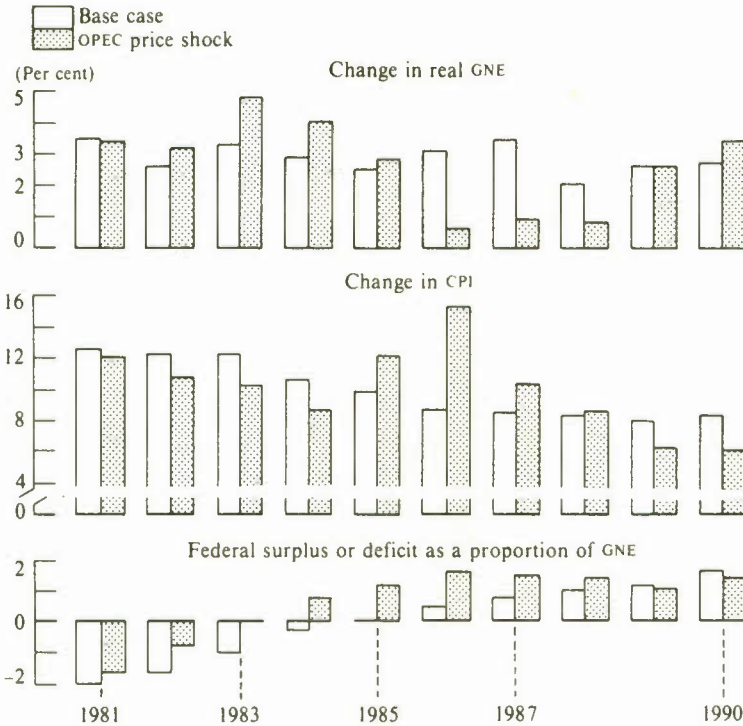 Base case
OPEC price shock
(Per cent)
Change in real GNE
5
3
2
0
Change in CPI
16
12
8
4
0
Federal surplus or deficit as a proportion of GNE
2
0
-2
1981 1983 1985 1987 1990